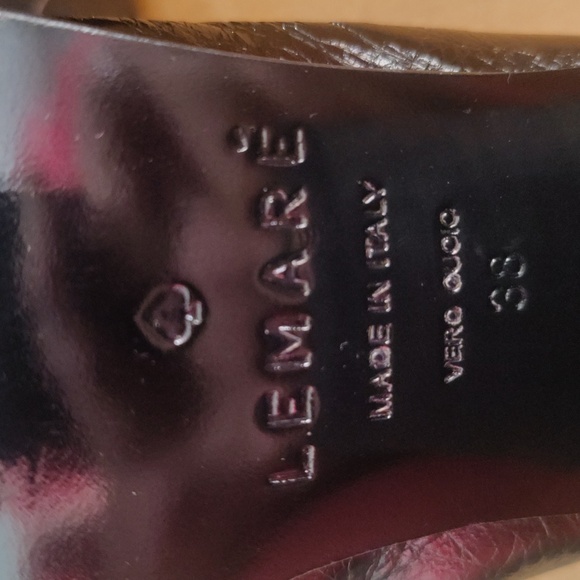 LEMARÉ
MADE IN ITALY
VERO CUOIO
38